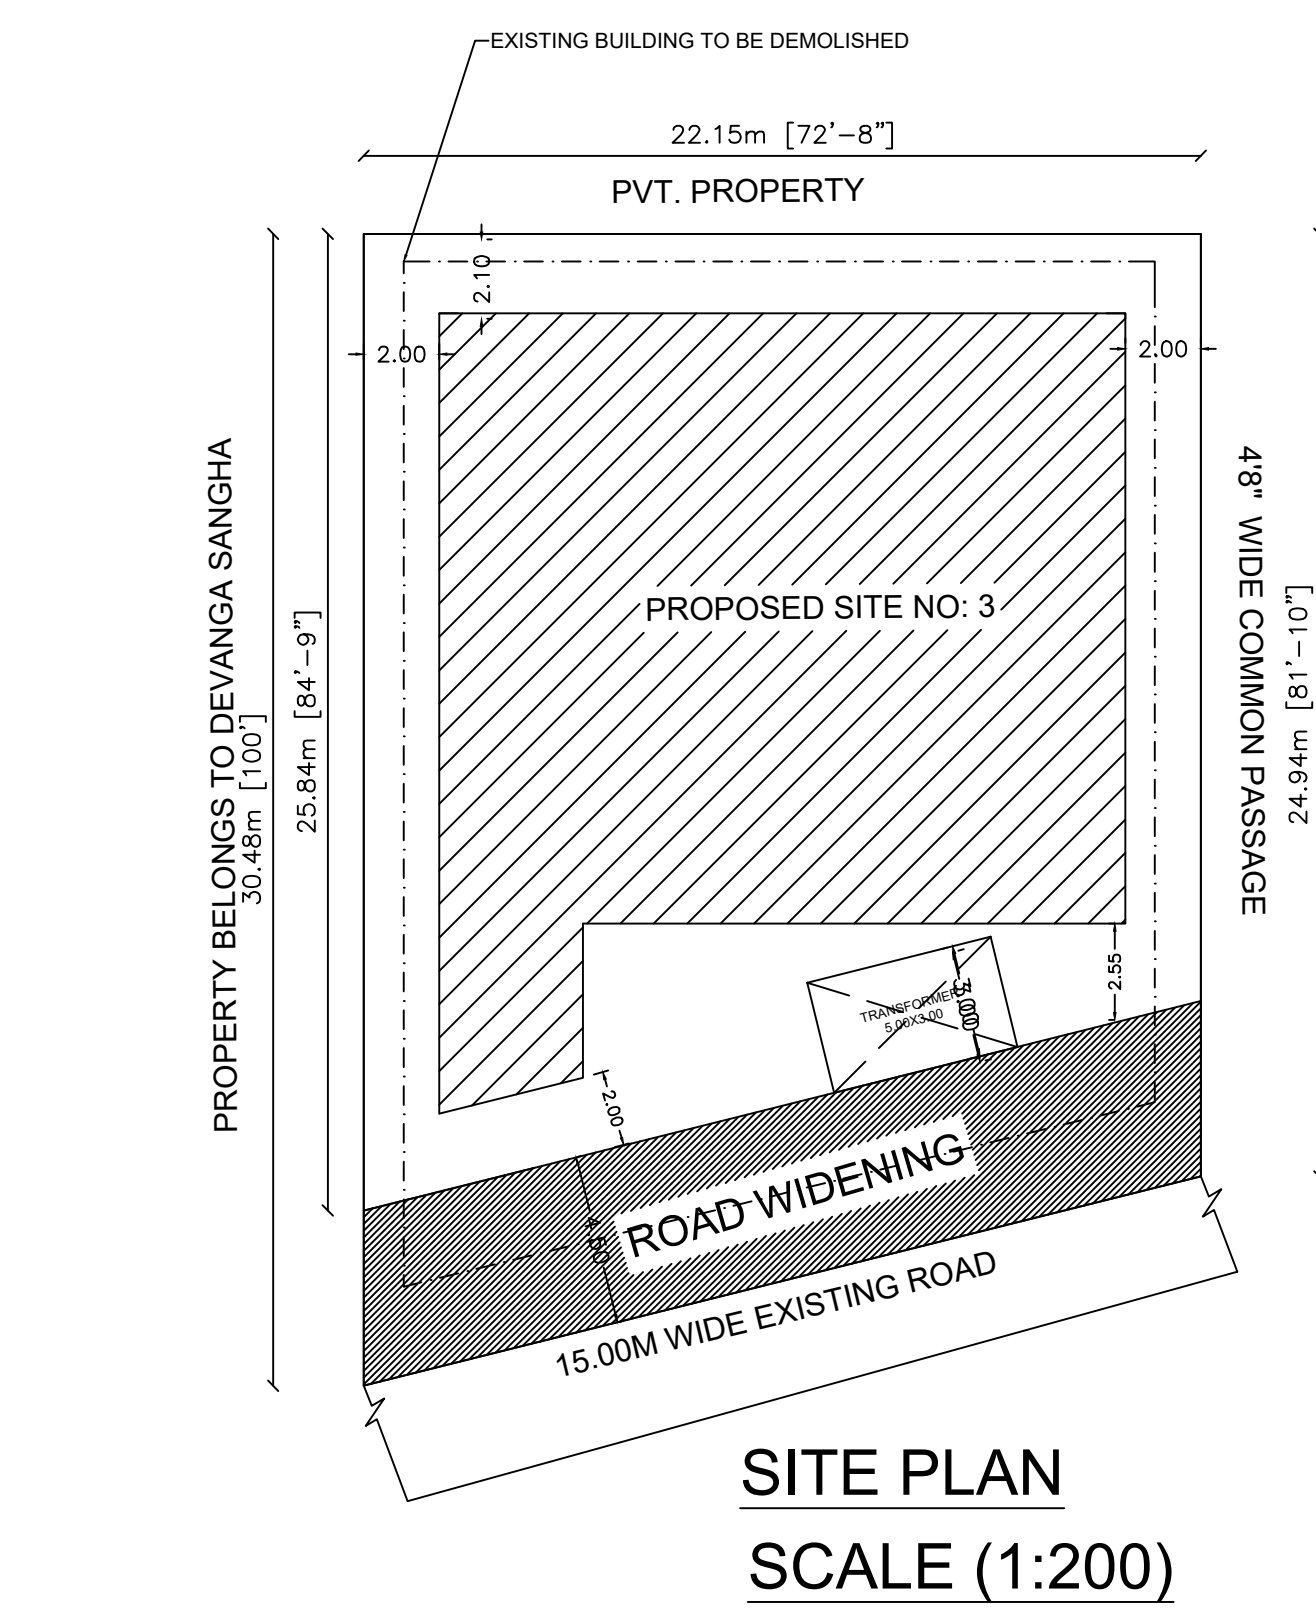 EXISTING BUILDING TO BE DEMOLISHED
22.15m [72'-8"]
PVT. PROPERTY
2.10
2.00
2.00
PROPERTY BELONGS TO DEVANGA SANGHA
30.48m [100']
25.84m [84'-9"]
PROPOSED SITE NO: 3
4'8" WIDE COMMON PASSAGE
24.94m [81'-10"]
TRANSFORMER
5.00X3.00
3.00
2.55
2.00
4.50
ROAD WIDENING
15.00M WIDE EXISTING ROAD
SITE PLAN
SCALE (1:200)